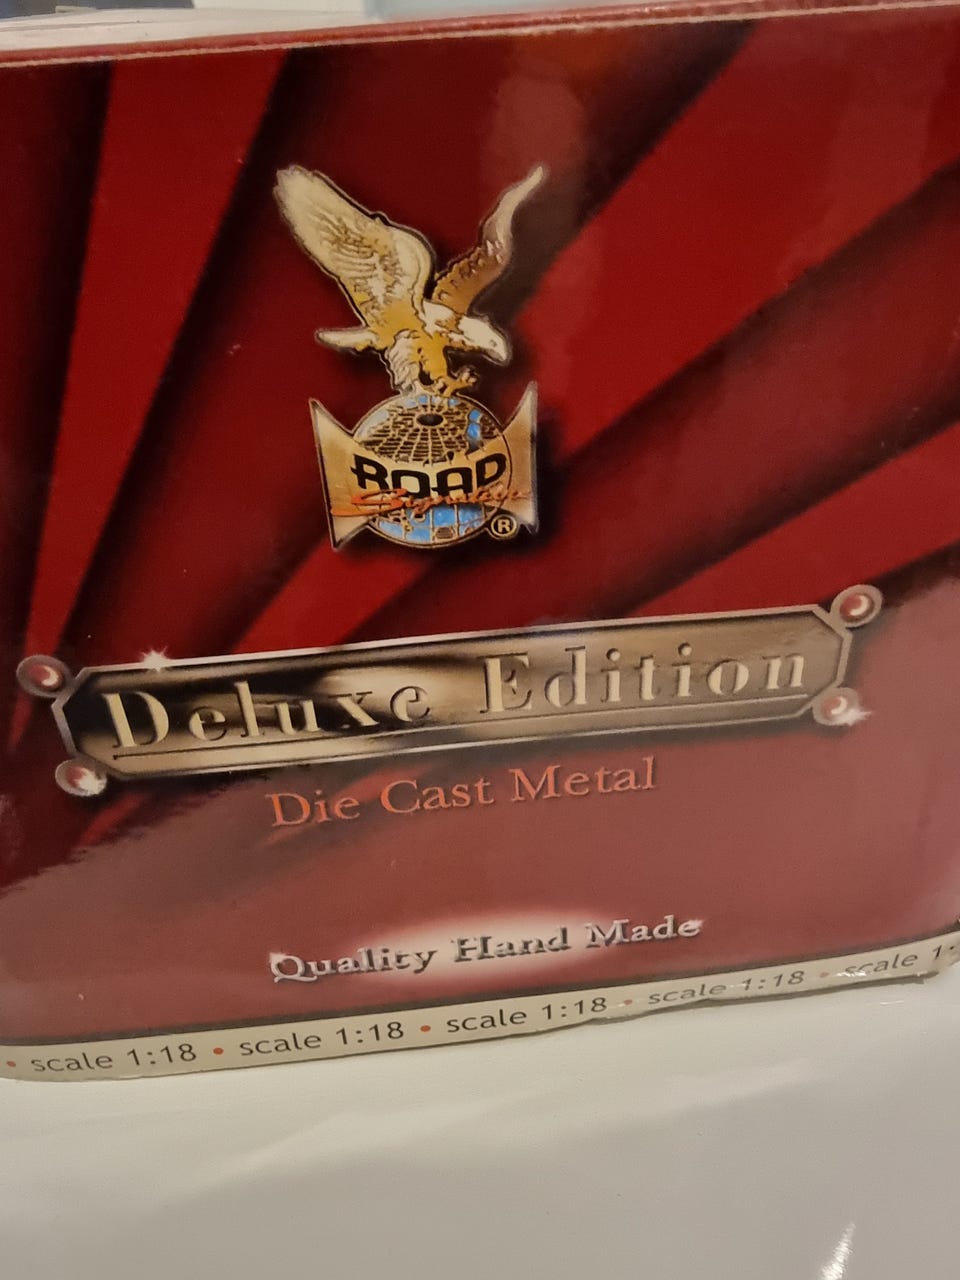 ROAD
Signature
®
Deluxe Edition
Die Cast Metal
Quality Hand Made
• scale 1:18 • scale 1:18 • scale 1:18 • scale 1:18 • scale